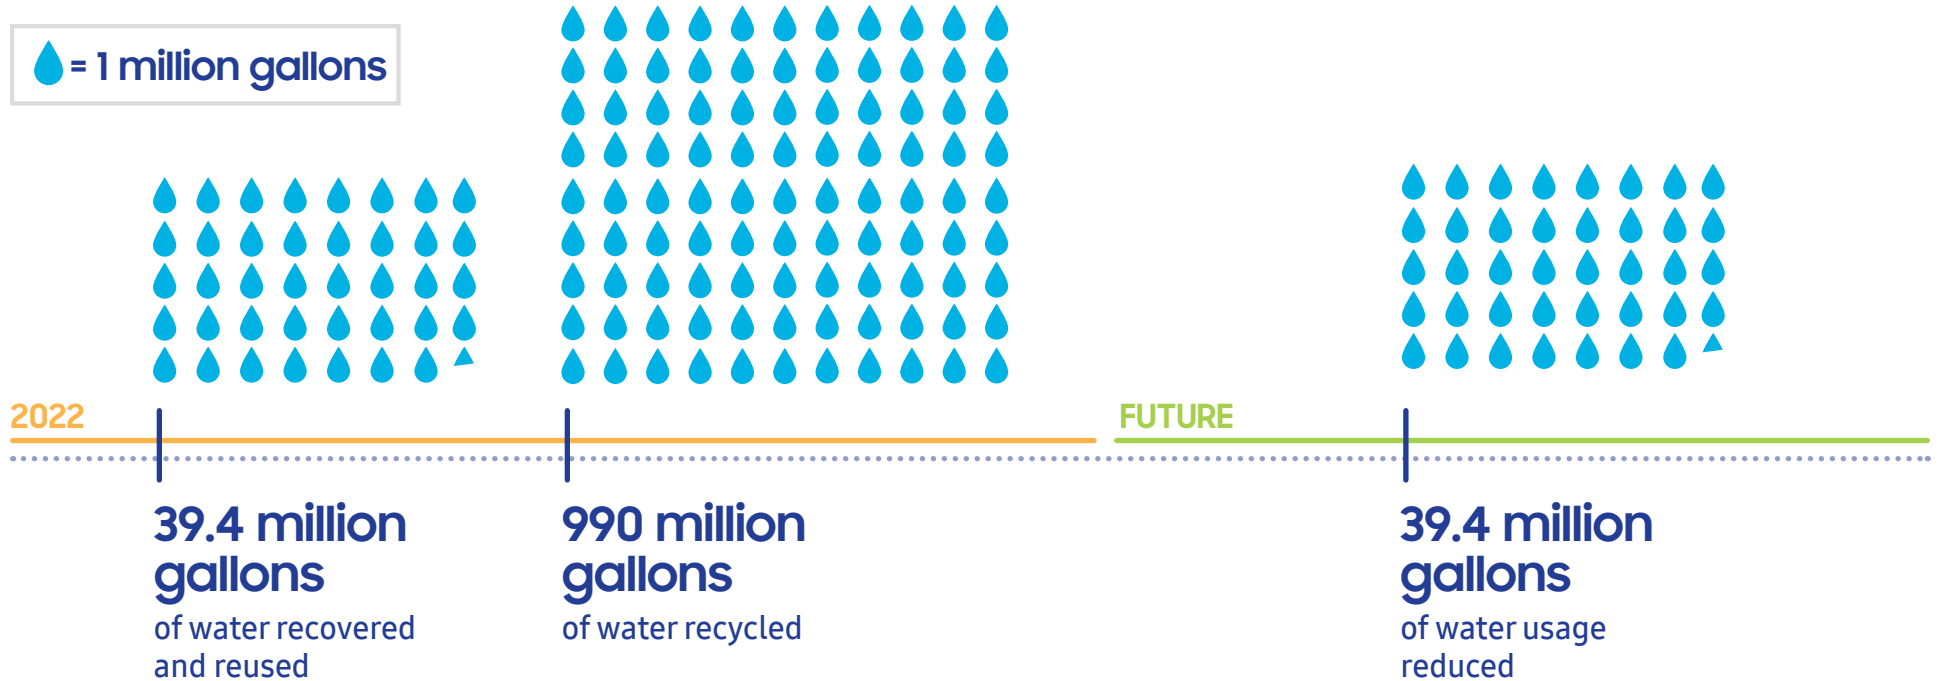 = 1 million gallons
2022
FUTURE
39.4 million
gallons
of water recovered
and reused
990 million
gallons
of water recycled
39.4 million
gallons
of water usage
reduced